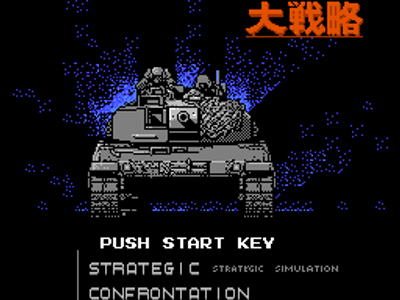 大戦略
PUSH START KEY
STRATEGIC STRATEGIC SIMULATION
CONFRONTATION